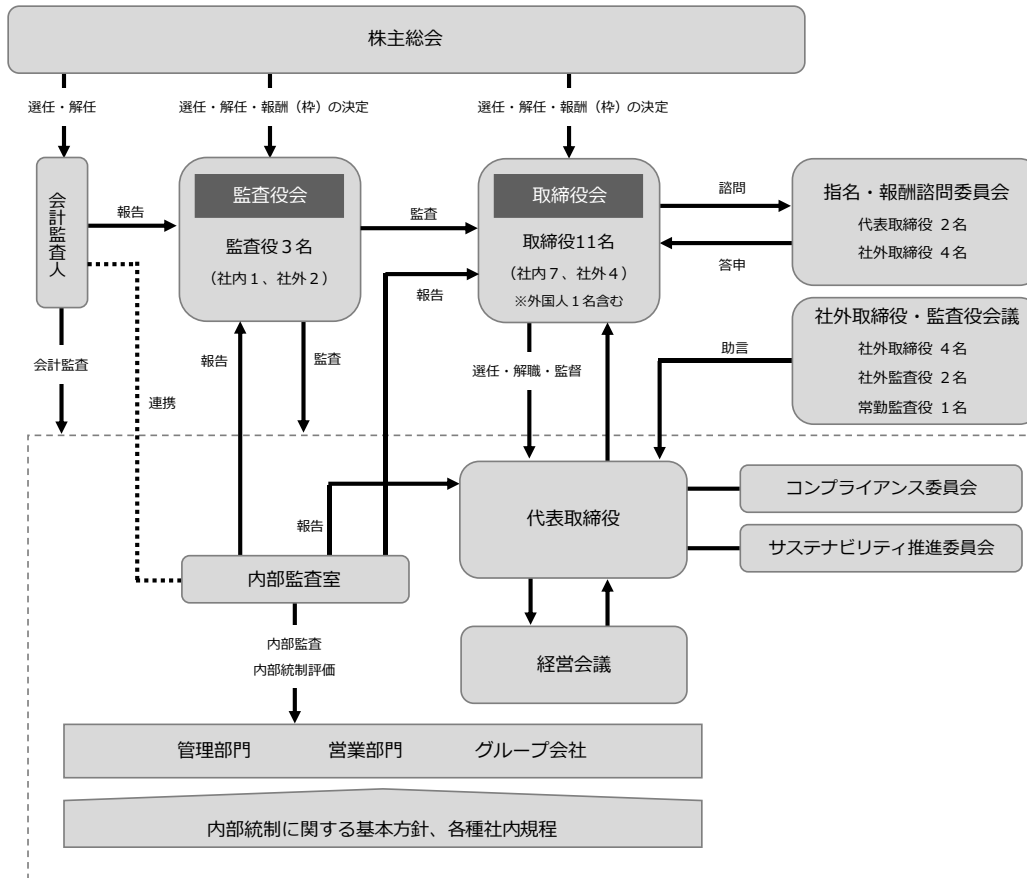 株主総会
選任・解任
選任・解任・報酬（枠）の決定
選任・解任・報酬（枠）の決定
会計監査人
報告
監査役会
監査役３名
（社内１、社外２）
監査
取締役会
取締役11名
（社内７、社外４）
※外国人１名含む
諮問
答申
指名・報酬諮問委員会
代表取締役 ２名
社外取締役 ４名
報告
社外取締役・監査役会議
社外取締役 ４名
社外監査役 ２名
常勤監査役 １名
助言
会計監査
連携
報告
監査
選任・解職・監督
代表取締役
コンプライアンス委員会
サステナビリティ推進委員会
報告
内部監査室
内部監査
内部統制評価
経営会議
管理部門
営業部門
グループ会社
内部統制に関する基本方針、各種社内規程